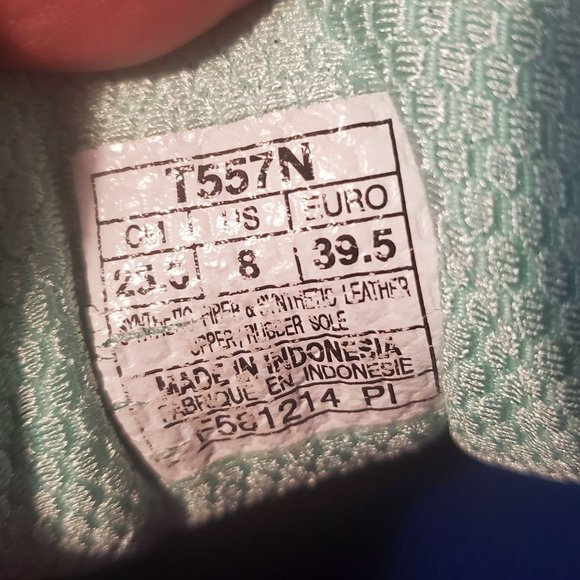 T557N
CM US EURO
8 39.5
SYNTHETIC FIBER & SYNTHETIC LEATHER
UPPER / RUBBER SOLE
MADE IN INDONESIA
FABRIQUE EN INDONESIE
1214 PI